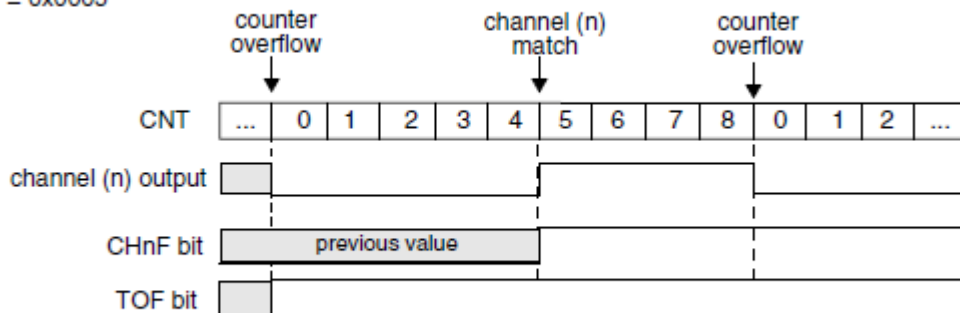 counter channel (n) counter
overflow match overflow
CNT ... 0 1 2 3 4 5 6 7 8 0 1 2 ...
channel (n) output
CHnF bit previous value
TOF bit